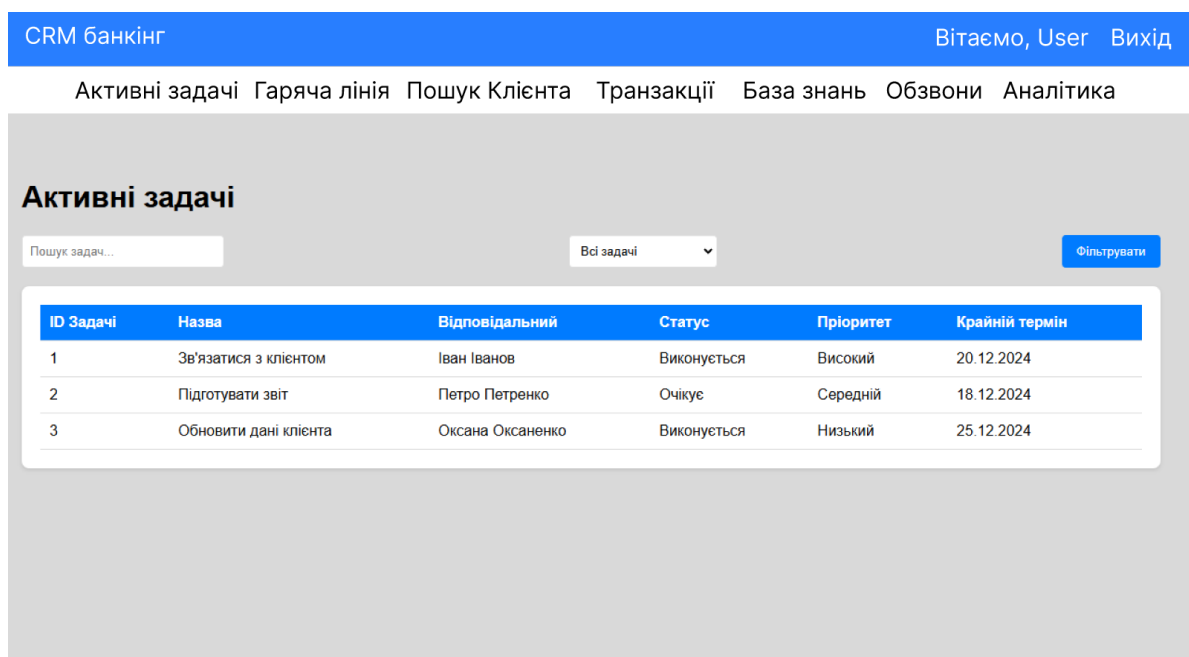 CRM банкінг Вітаємо, User Вихід
Активні задачі Гаряча лінія Пошук Клієнта Транзакції База знань Обзвони Аналітика
Активні задачі
Пошук задач... Всі задачі Фільтрувати
ID Задачі Назва Відповідальний Статус Пріоритет Крайній термін
1 Зв'язатися з клієнтом Іван Іванов Виконується Високий 20.12.2024
2 Підготувати звіт Петро Петренко Очікує Середній 18.12.2024
3 Обновити дані клієнта Оксана Оксаненко Виконується Низький 25.12.2024